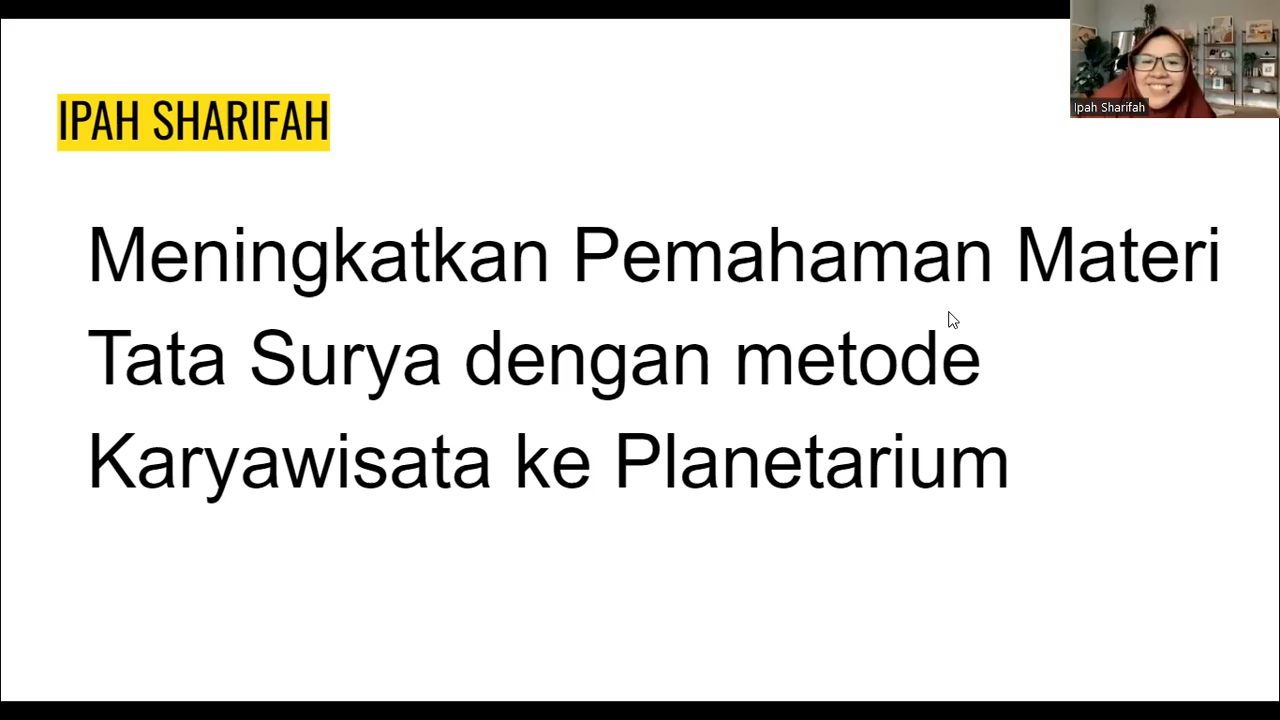 IPAH SHARIFAH
Ipah Sharifah
Meningkatkan Pemahaman Materi
Tata Surya dengan metode
Karyawisata ke Planetarium